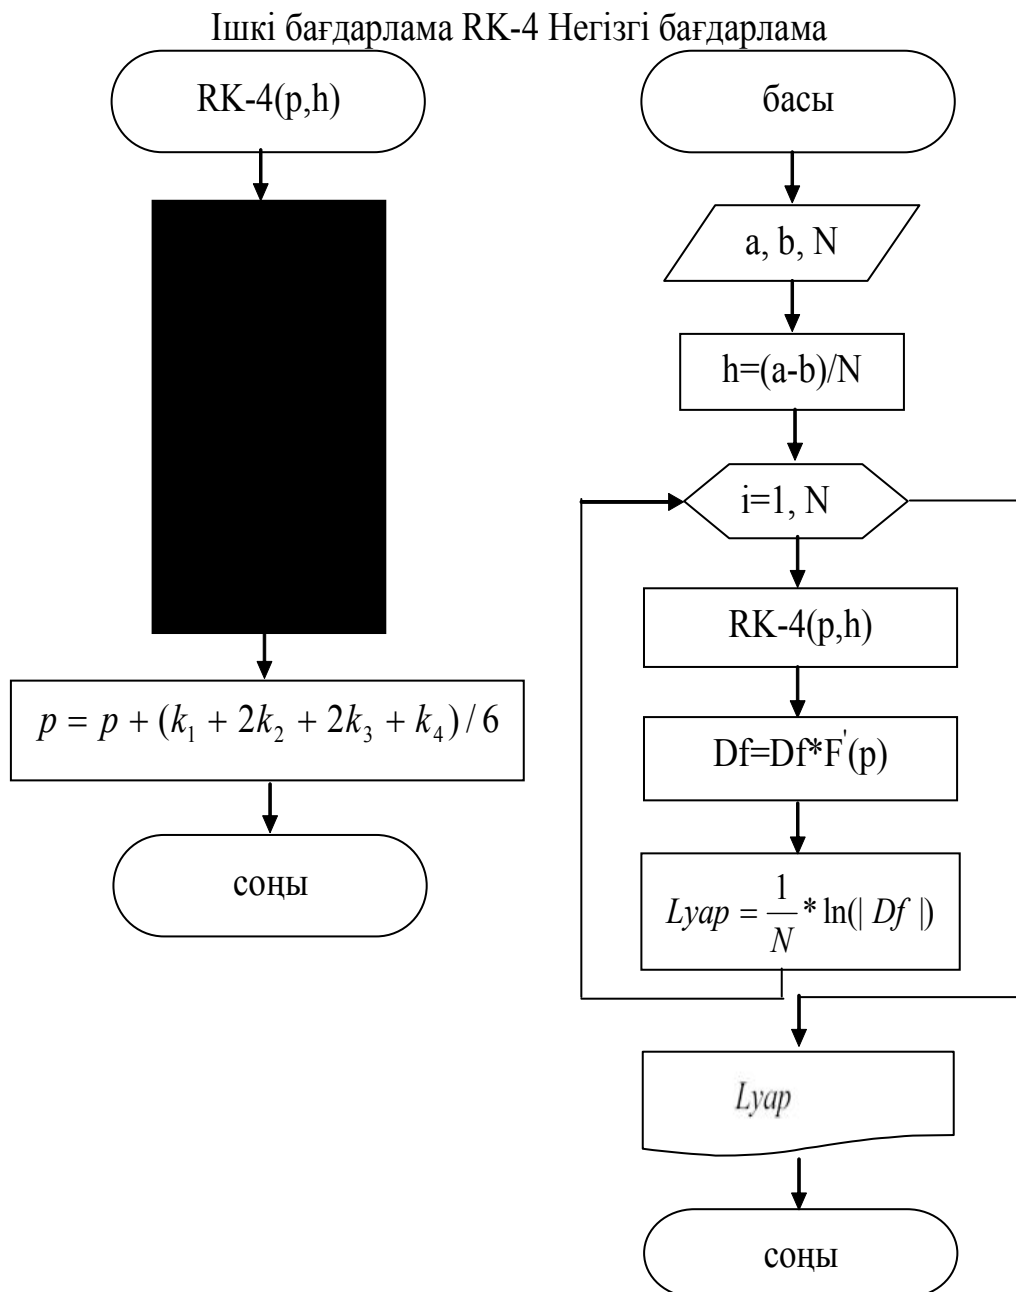 Ішкі бағдарлама RK-4 Негізгі бағдарлама
RK-4(p,h)
p = p + (k₁ + 2k₂ + 2k₃ + k₄) / 6
соңы
басы
a, b, N
h=(a-b)/N
i=1, N
RK-4(p,h)
Df=Df*F'(p)
Lyap = 1/N * ln(| Df |)
Lyap
соңы